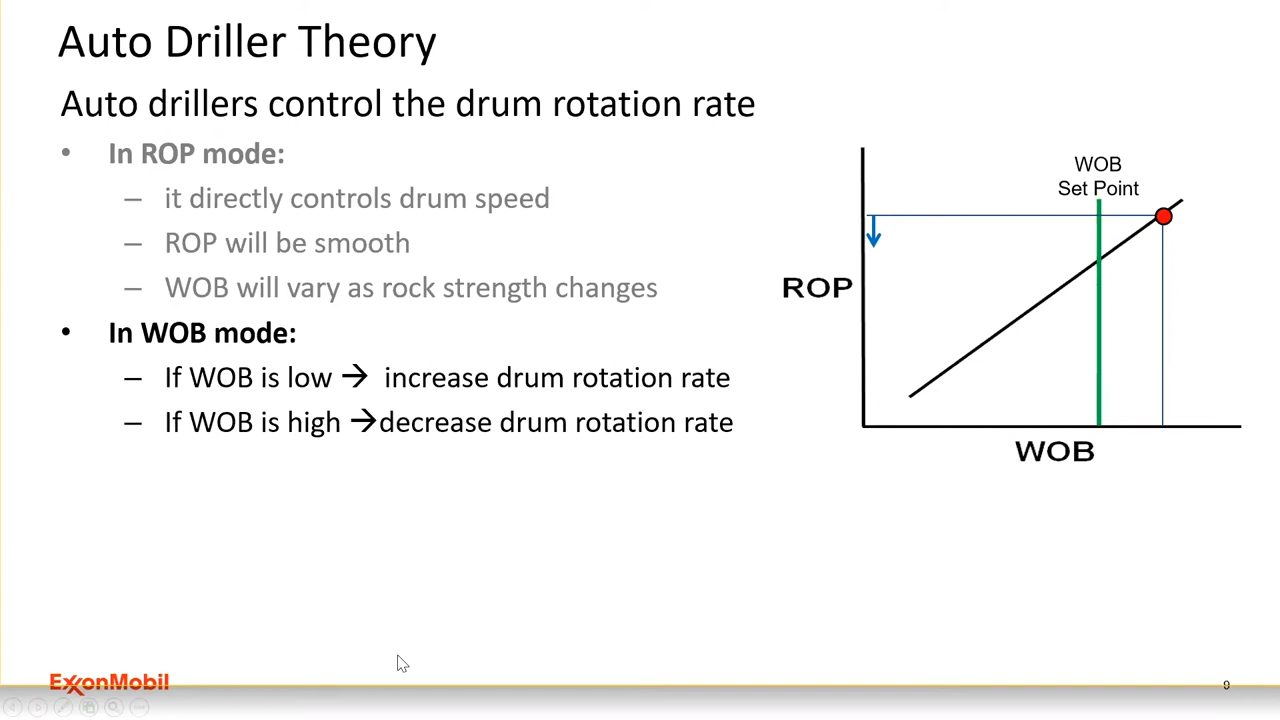 Auto Driller Theory
Auto drillers control the drum rotation rate
• In ROP mode:
– it directly controls drum speed
– ROP will be smooth
– WOB will vary as rock strength changes
• In WOB mode:
– If WOB is low → increase drum rotation rate
– If WOB is high →decrease drum rotation rate
WOB
Set Point
ROP
WOB
ExxonMobil
9